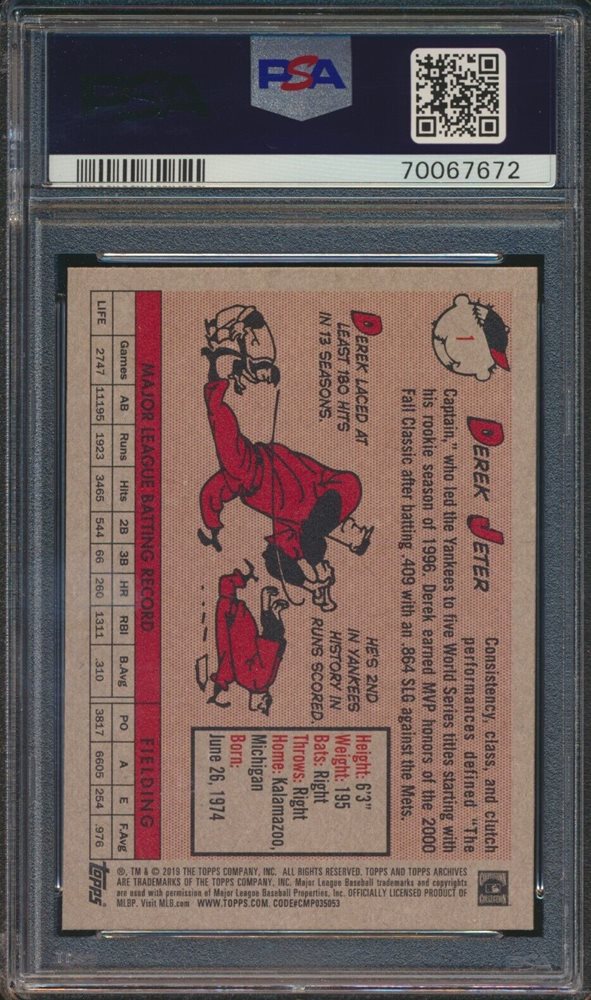 PSA
PSA
70067672
1
DEREK JETER
Consistency, class, and clutch
performances defined "The
Captain," who led the Yankees to five World Series titles starting with
his rookie season of 1996. Derek earned MVP honors of the 2000
Fall Classic after batting .409 with an .864 SLG against the Mets.
DEREK LACED AT
LEAST 180 HITS
IN 13 SEASONS.
HE'S 2ND
IN YANKEES
HISTORY IN
RUNS SCORED.
Height: 6'3"
Weight: 195
Bats: Right
Throws: Right
Home: Kalamazoo,
Michigan
Born:
June 26, 1974
MAJOR LEAGUE BATTING RECORD FIELDING
Games AB Runs Hits 2B 3B HR RBI B.Avg PO A E F.Avg
LIFE 2747 11195 1923 3465 544 66 260 1311 .310 3817 6605 254 .976
TOPPS
®, TM & © 2019 THE TOPPS COMPANY, INC. ALL RIGHTS RESERVED. TOPPS AND TOPPS ARCHIVES
ARE TRADEMARKS OF THE TOPPS COMPANY, INC. Major League Baseball trademarks and copyrights
are used with permission of Major League Baseball Properties, Inc. OFFICIALLY LICENSED PRODUCT OF
MLBP. Visit MLB.com WWW.TOPPS.COM. CODE#CMP035053